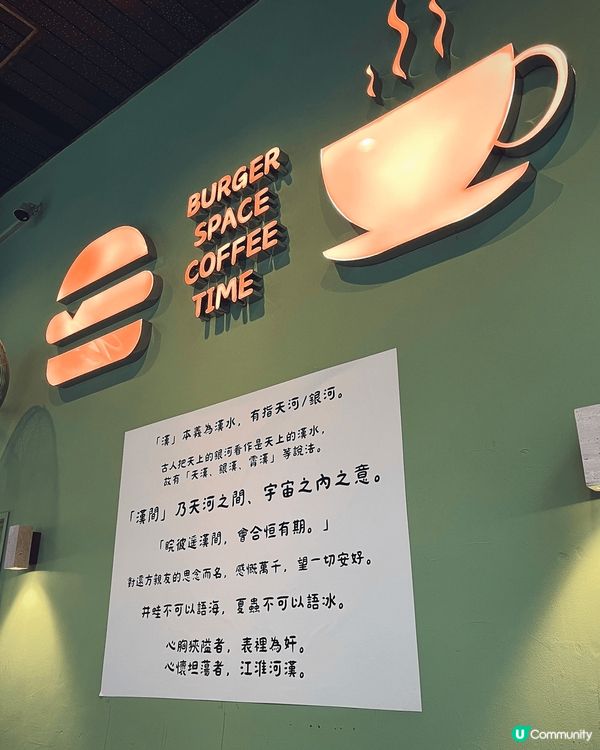 BURGER
SPACE
COFFEE
TIME
「漢」本義為漢水，有指天河/銀河。
古人把天上的銀河看作是天上的漢水，
故有「天漢、銀漢、霄漢」等說法。
「漢間」乃天河之間、宇宙之內之意。
「睆彼遥漢間，會合恒有期。」
對遠方親友的思念而名，感慨萬千，望一切安好。
井蛙不可以語海，夏蟲不可以語冰。
心胸狹隘者，表裡為奸。
心懷坦蕩者，江淮河漢。
U Community